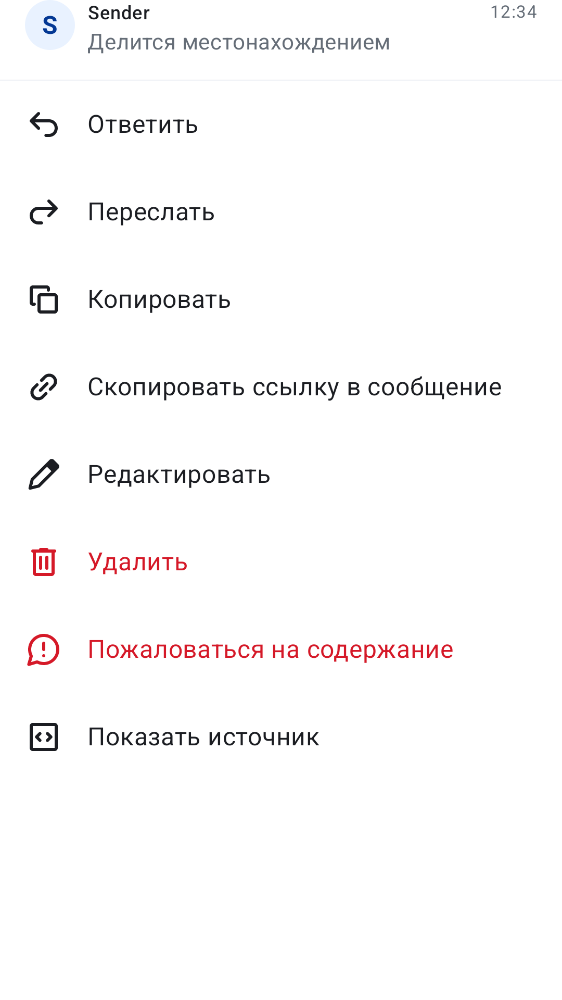 S
Sender
12:34
Делится местонахождением
Ответить
Переслать
Копировать
Скопировать ссылку в сообщение
Редактировать
Удалить
Пожаловаться на содержание
Показать источник